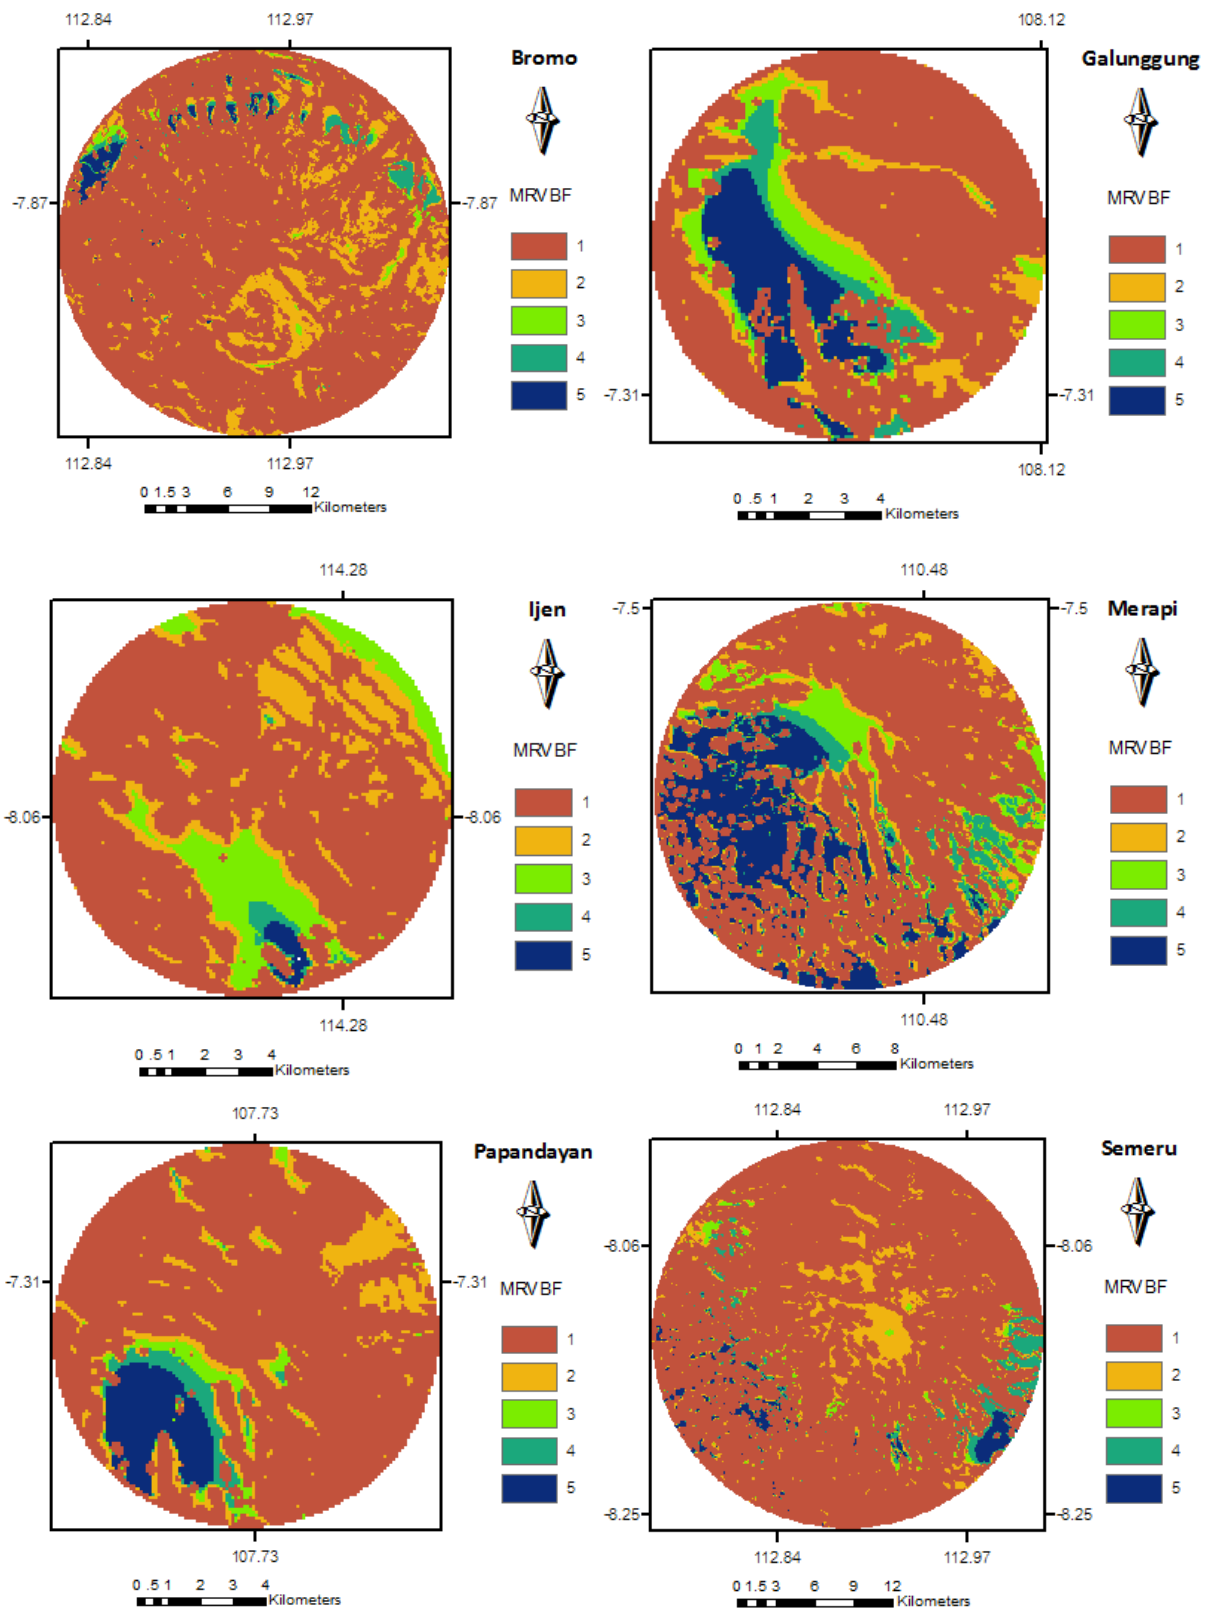 112.84 112.97
Bromo
N
-7.87 -7.87
MRVBF
1
2
3
4
5
112.84 112.97
0 1.5 3 6 9 12
Kilometers
108.12
Galunggung
N
MRVBF
1
2
3
4
5
-7.31 -7.31
108.12
0 .5 1 2 3 4
Kilometers
114.28
Ijen
N
MRVBF
1
2
3
4
5
-8.06 -8.06
114.28
0 .5 1 2 3 4
Kilometers
110.48
-7.5 -7.5
Merapi
N
MRVBF
1
2
3
4
5
110.48
0 1 2 4 6 8
Kilometers
107.73
Papandayan
N
-7.31 -7.31
MRVBF
1
2
3
4
5
107.73
0 .5 1 2 3 4
Kilometers
112.84 112.97
Semeru
N
-8.06 -8.06
MRVBF
1
2
3
4
5
-8.25 -8.25
112.84 112.97
0 1.5 3 6 9 12
Kilometers